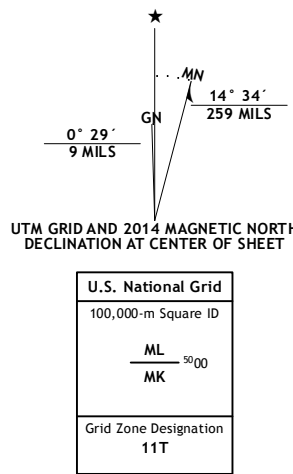 ★
MN
GN
14° 34´
259 MILS
0° 29´
9 MILS
UTM GRID AND 2014 MAGNETIC NORTH
DECLINATION AT CENTER OF SHEET
U.S. National Grid
100,000-m Square ID
ML
5000
MK
Grid Zone Designation
11T